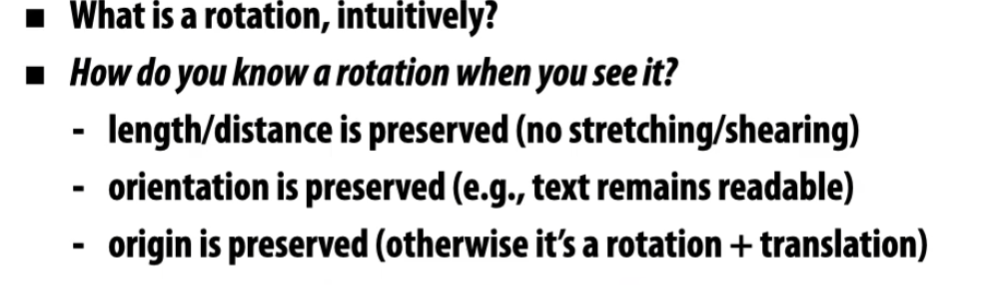 ■ What is a rotation, intuitively?
■ How do you know a rotation when you see it?
- length/distance is preserved (no stretching/shearing)
- orientation is preserved (e.g., text remains readable)
- origin is preserved (otherwise it’s a rotation + translation)